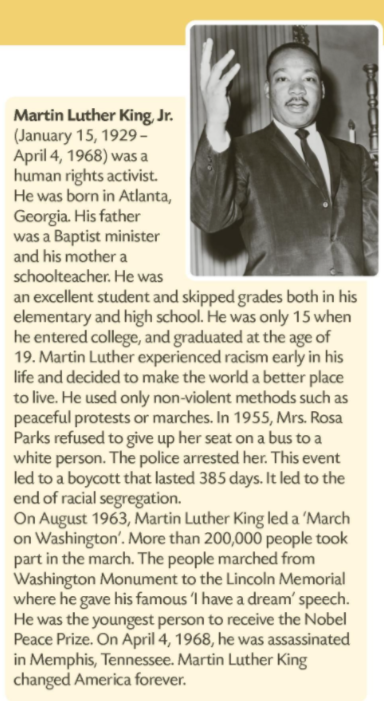 Martin Luther King, Jr.
(January 15, 1929 –
April 4, 1968) was a
human rights activist.
He was born in Atlanta,
Georgia. His father
was a Baptist minister
and his mother a
schoolteacher. He was
an excellent student and skipped grades both in his
elementary and high school. He was only 15 when
he entered college, and graduated at the age of
19. Martin Luther experienced racism early in his
life and decided to make the world a better place
to live. He used only non-violent methods such as
peaceful protests or marches. In 1955, Mrs. Rosa
Parks refused to give up her seat on a bus to a
white person. The police arrested her. This event
led to a boycott that lasted 385 days. It led to the
end of racial segregation.
On August 1963, Martin Luther King led a ‘March
on Washington’. More than 200,000 people took
part in the march. The people marched from
Washington Monument to the Lincoln Memorial
where he gave his famous ‘I have a dream’ speech.
He was the youngest person to receive the Nobel
Peace Prize. On April 4, 1968, he was assassinated
in Memphis, Tennessee. Martin Luther King
changed America forever.